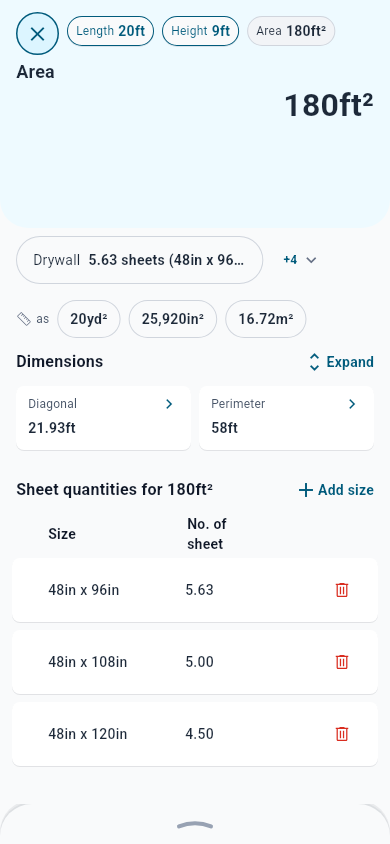 Length 20ft Height 9ft Area 180ft²
Area
180ft²
Drywall 5.63 sheets (48in x 96... +4
as 20yd² 25,920in² 16.72m²
Dimensions Expand
Diagonal Perimeter
21.93ft 58ft
Sheet quantities for 180ft² Add size
Size No. of sheet
48in x 96in 5.63
48in x 108in 5.00
48in x 120in 4.50